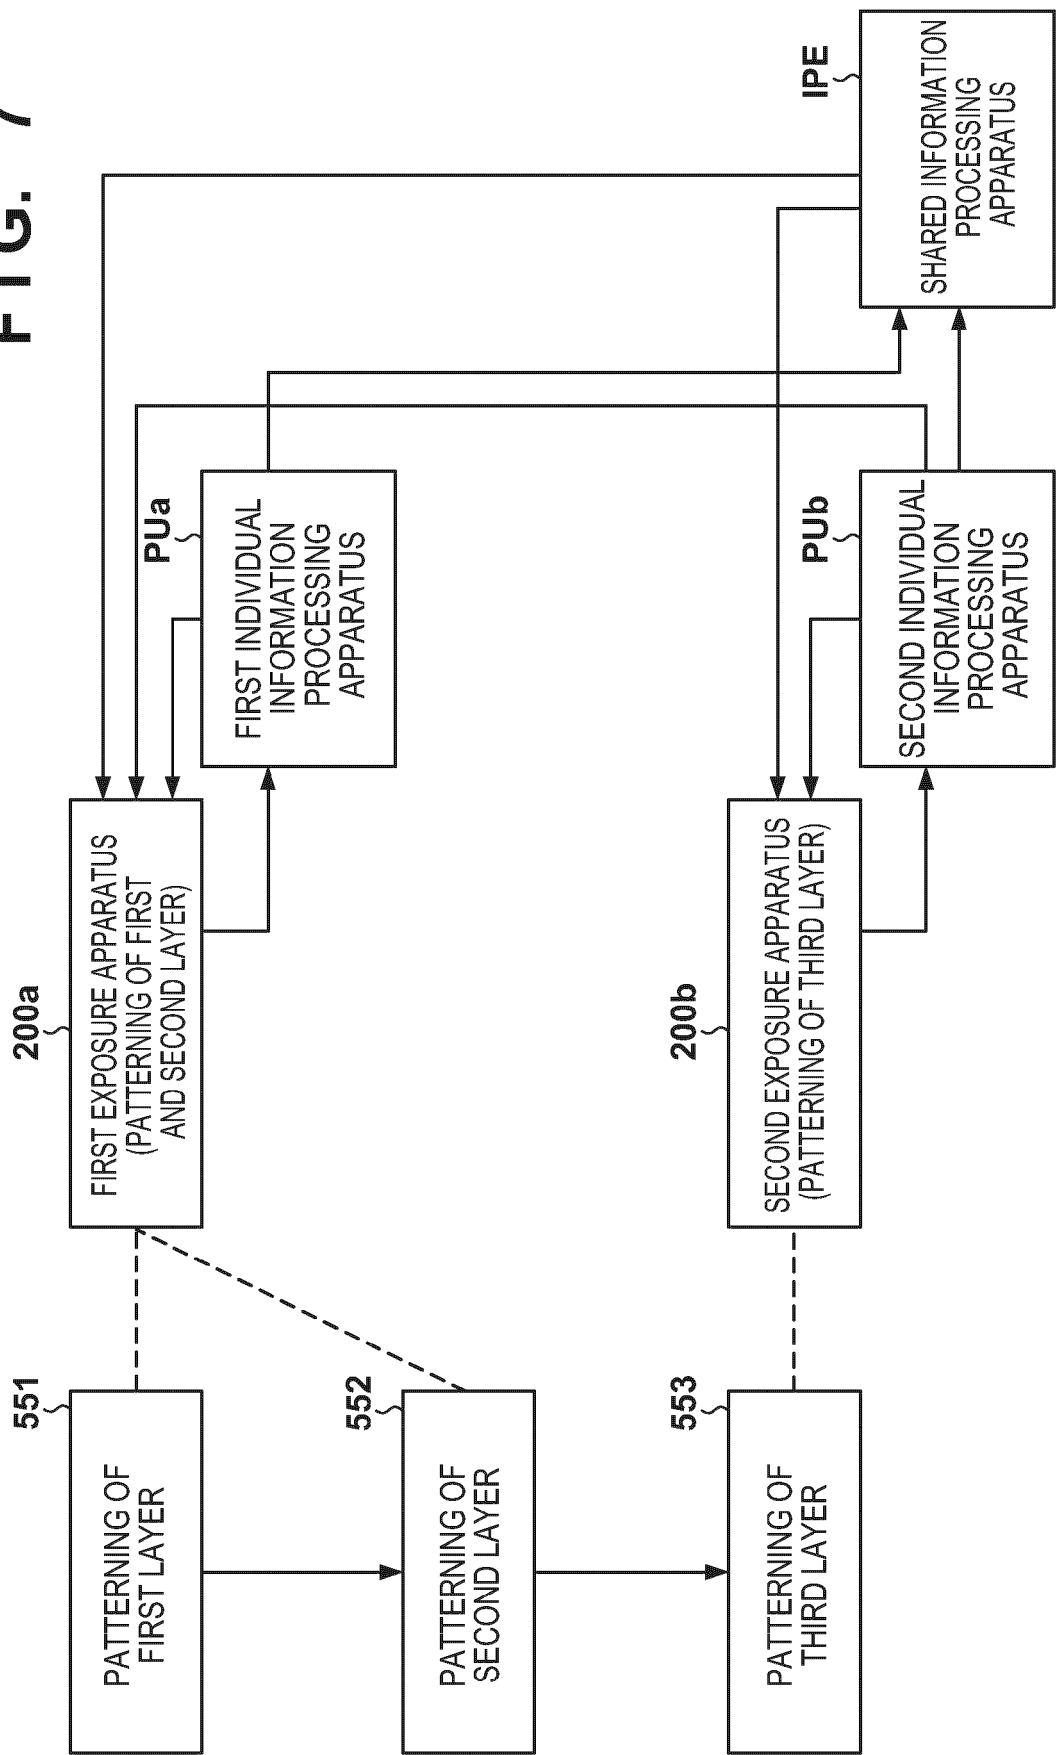 FIG. 7
551
PATTERNING OF
FIRST LAYER
552
PATTERNING OF
SECOND LAYER
553
PATTERNING OF
THIRD LAYER
200a
FIRST EXPOSURE APPARATUS
(PATTERNING OF FIRST
AND SECOND LAYER)
200b
SECOND EXPOSURE APPARATUS
(PATTERNING OF THIRD LAYER)
PUa
FIRST INDIVIDUAL
INFORMATION
PROCESSING
APPARATUS
PUb
SECOND INDIVIDUAL
INFORMATION
PROCESSING
APPARATUS
IPE
SHARED INFORMATION
PROCESSING
APPARATUS